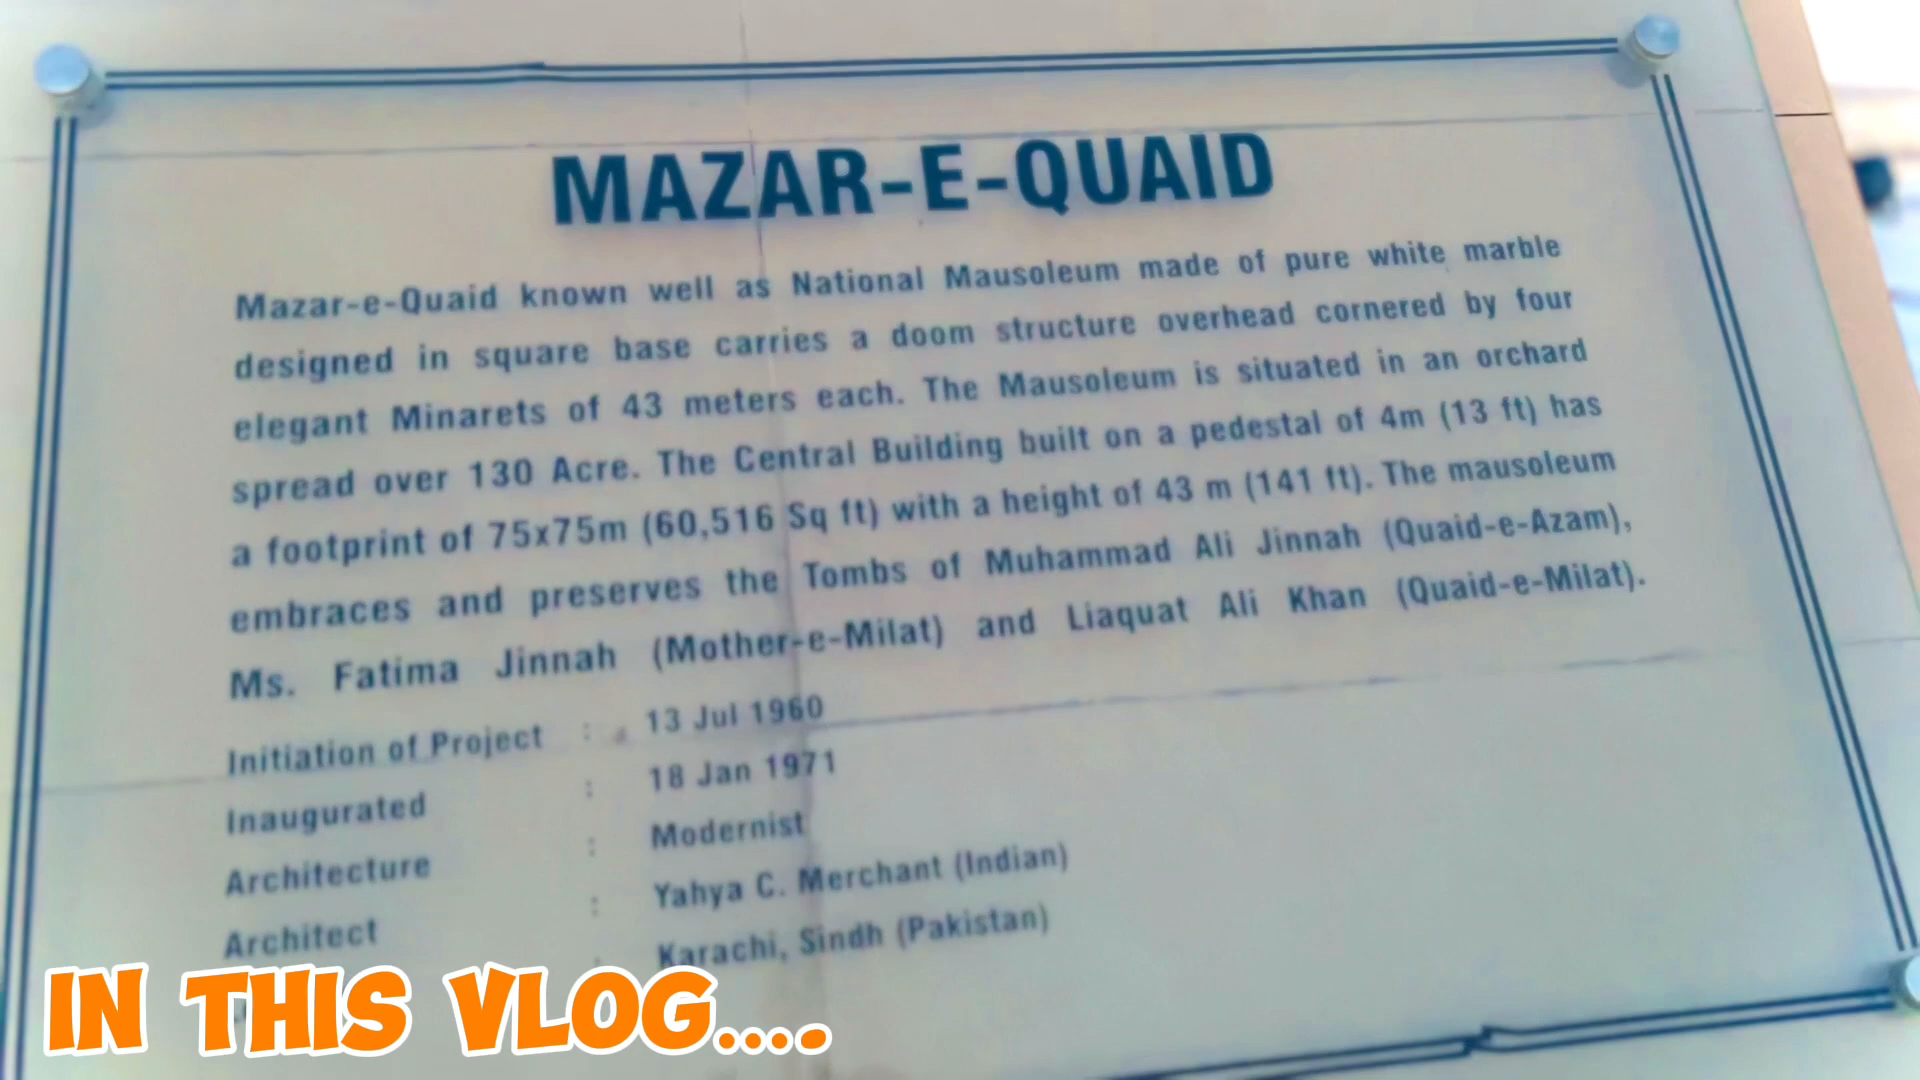 MAZAR-E-QUAID
Mazar-e-Quaid known well as National Mausoleum made of pure white marble
designed in square base carries a doom structure overhead cornered by four
elegant Minarets of 43 meters each. The Mausoleum is situated in an orchard
spread over 130 Acre. The Central Building built on a pedestal of 4m (13 ft) has
a footprint of 75x75m (60,516 Sq ft) with a height of 43 m (141 ft). The mausoleum
embraces and preserves the Tombs of Muhammad Ali Jinnah (Quaid-e-Azam),
Ms. Fatima Jinnah (Mother-e-Milat) and Liaquat Ali Khan (Quaid-e-Milat).
Initiation of Project : 13 Jul 1960
Inaugurated : 18 Jan 1971
Architecture : Modernist
Architect : Yahya C. Merchant (Indian)
: Karachi, Sindh (Pakistan)
IN THIS VLOG....